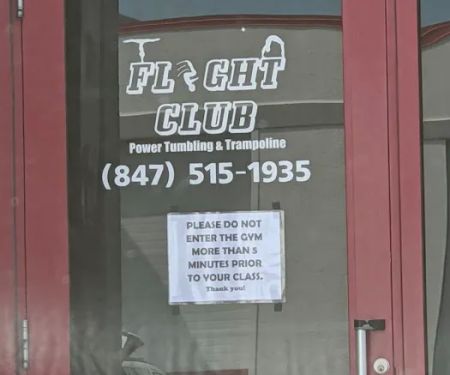 FLIGHT
CLUB
Power Tumbling & Trampoline
(847) 515-1935
PLEASE DO NOT
ENTER THE GYM
MORE THAN 5
MINUTES PRIOR
TO YOUR CLASS.
Thank you!